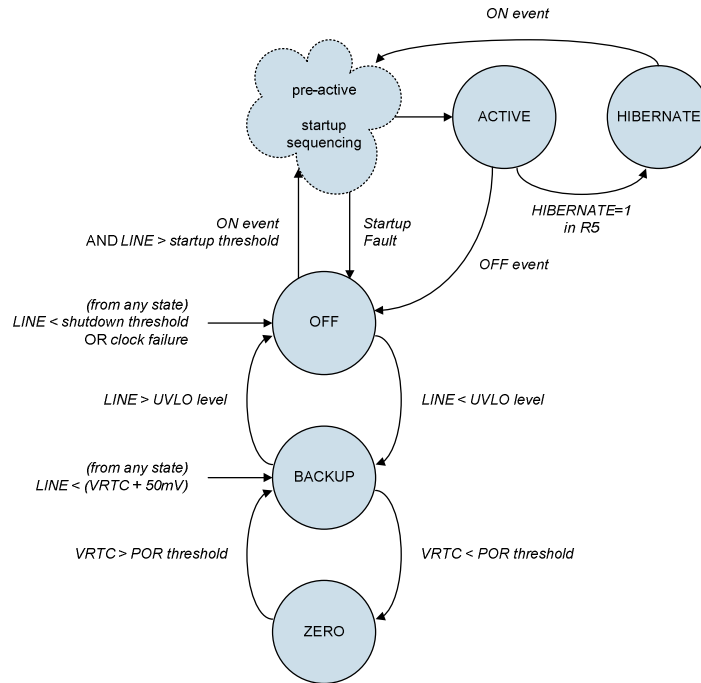 ON event
pre-active
startup
sequencing
ACTIVE
HIBERNATE
HIBERNATE=1
in R5
ON event
AND LINE > startup threshold
Startup
Fault
OFF event
(from any state)
LINE < shutdown threshold
OR clock failure
OFF
LINE > UVLO level
LINE < UVLO level
(from any state)
LINE < (VRTC + 50mV)
BACKUP
VRTC > POR threshold
VRTC < POR threshold
ZERO